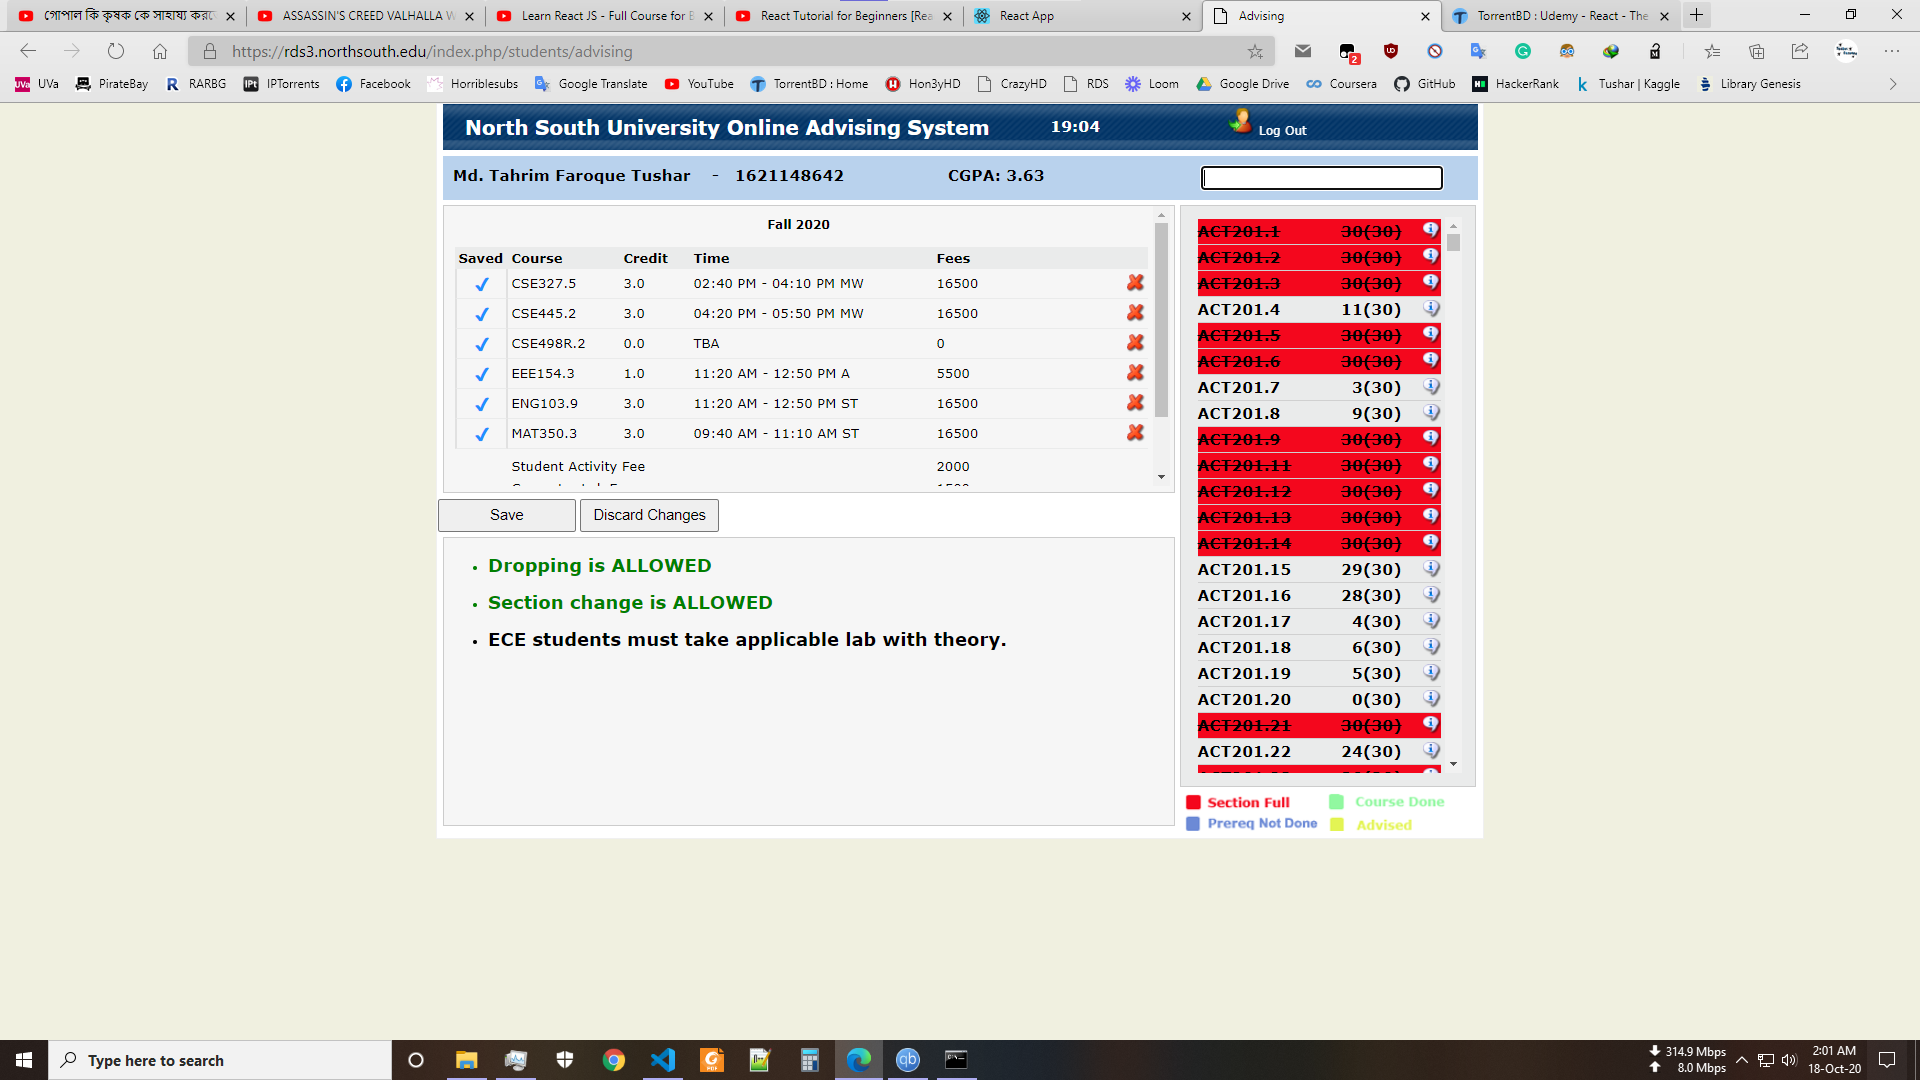 গোপাল কি কৃষক কে সাহায্য করতে
ASSASSIN'S CREED VALHALLA W
Learn React JS - Full Course for B
React Tutorial for Beginners [Rea
React App
Advising
TorrentBD : Udemy - React - The
https://rds3.northsouth.edu/index.php/students/advising
2
UVa PirateBay RARBG IPTorrents Facebook Horriblesubs Google Translate YouTube TorrentBD : Home Hon3yHD CrazyHD RDS Loom Google Drive Coursera GitHub HackerRank Tushar | Kaggle Library Genesis
North South University Online Advising System 19:04 Log Out
Md. Tahrim Faroque Tushar - 1621148642 CGPA: 3.63
Fall 2020
Saved Course Credit Time Fees
CSE327.5 3.0 02:40 PM - 04:10 PM MW 16500
CSE445.2 3.0 04:20 PM - 05:50 PM MW 16500
CSE498R.2 0.0 TBA 0
EEE154.3 1.0 11:20 AM - 12:50 PM A 5500
ENG103.9 3.0 11:20 AM - 12:50 PM ST 16500
MAT350.3 3.0 09:40 AM - 11:10 AM ST 16500
Student Activity Fee 2000
Save Discard Changes
• Dropping is ALLOWED
• Section change is ALLOWED
• ECE students must take applicable lab with theory.
ACT201.1 30(30)
ACT201.2 30(30)
ACT201.3 30(30)
ACT201.4 11(30)
ACT201.5 30(30)
ACT201.6 30(30)
ACT201.7 3(30)
ACT201.8 9(30)
ACT201.9 30(30)
ACT201.11 30(30)
ACT201.12 30(30)
ACT201.13 30(30)
ACT201.14 30(30)
ACT201.15 29(30)
ACT201.16 28(30)
ACT201.17 4(30)
ACT201.18 6(30)
ACT201.19 5(30)
ACT201.20 0(30)
ACT201.21 30(30)
ACT201.22 24(30)
Section Full Course Done
Prereq Not Done Advised
Type here to search
314.9 Mbps
8.0 Mbps
2:01 AM
18-Oct-20